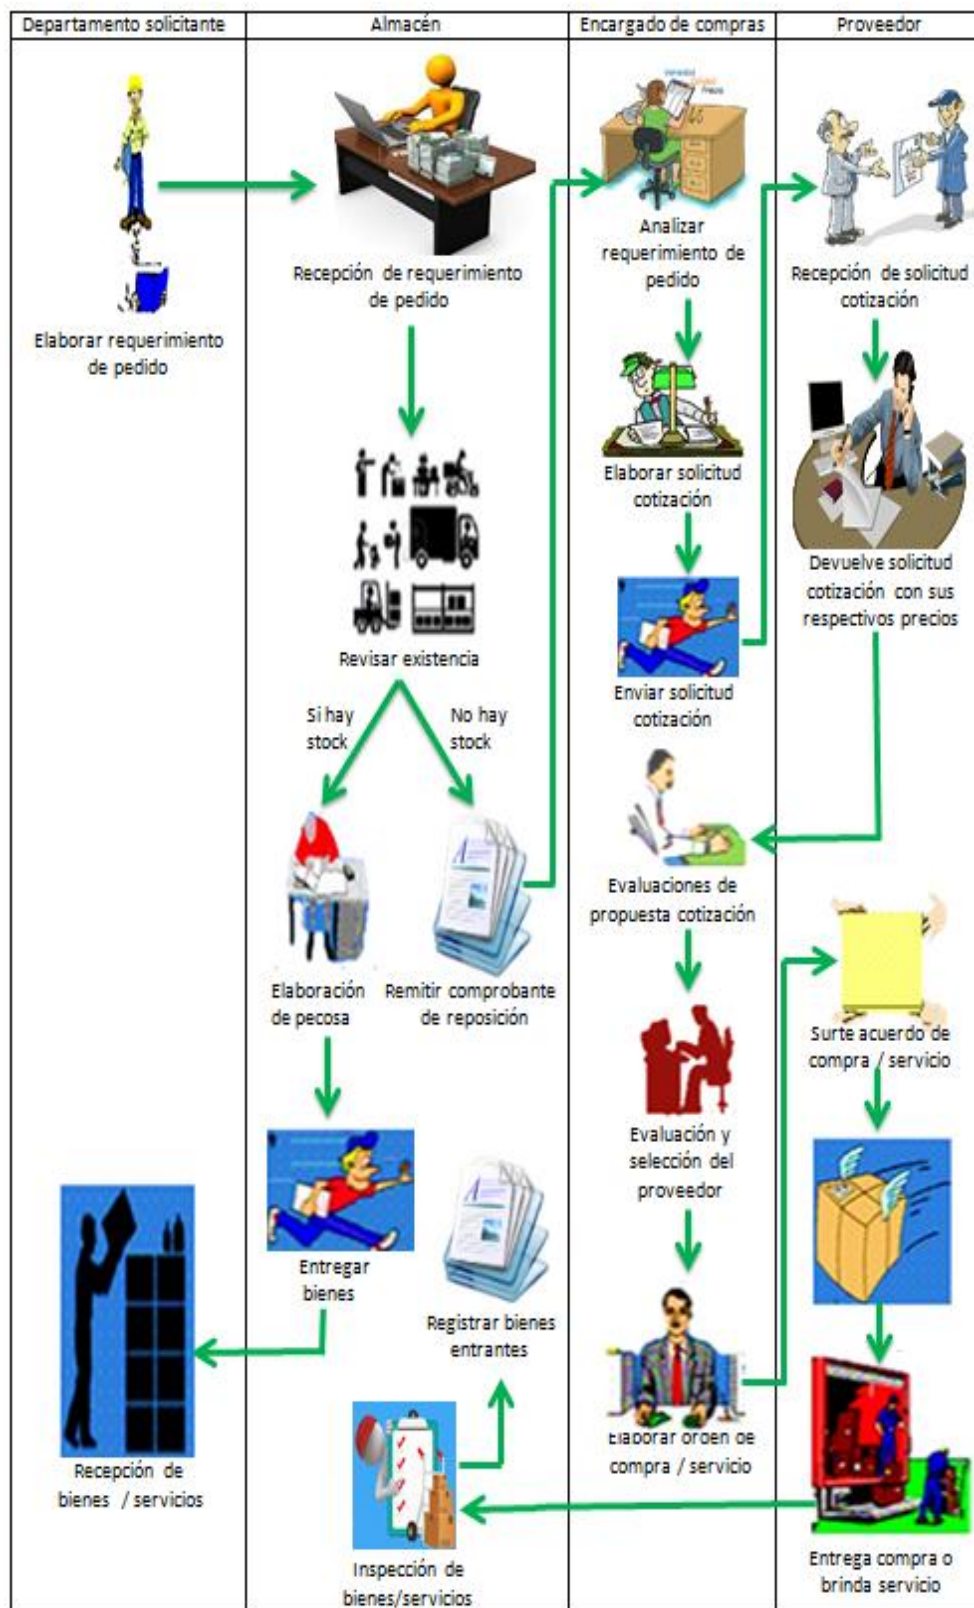 Departamento solicitante
Almacén
Encargado de compras
Proveedor
Elaborar requerimiento
de pedido
Recepción de requerimiento
de pedido
Revisar existencia
Si hay
stock
No hay
stock
Elaboración
de pecosa
Remitir comprobante
de reposición
Entregar
bienes
Recepción de
bienes / servicios
Registrar bienes
entrantes
Inspección de
bienes/servicios
Precio
Analizar
requerimiento de
pedido
Elaborar solicitud
cotización
Enviar solicitud
cotización
Evaluaciones de
propuesta cotización
Evaluación y
selección del
proveedor
Elaborar orden de
compra / servicio
Recepción de solicitud
cotización
Devuelve solicitud
cotización con sus
respectivos precios
Surte acuerdo de
compra / servicio
Entrega compra o
brinda servicio